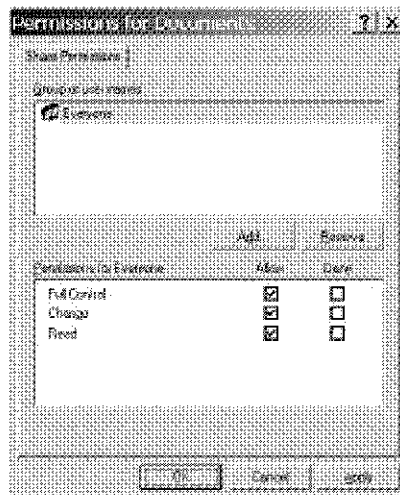 Permissions for Documents
Share Permissions
Group or user names:
Everyone
Add... Remove
Permissions for Everyone Allow Deny
Full Control
Change
Read
OK Cancel Apply